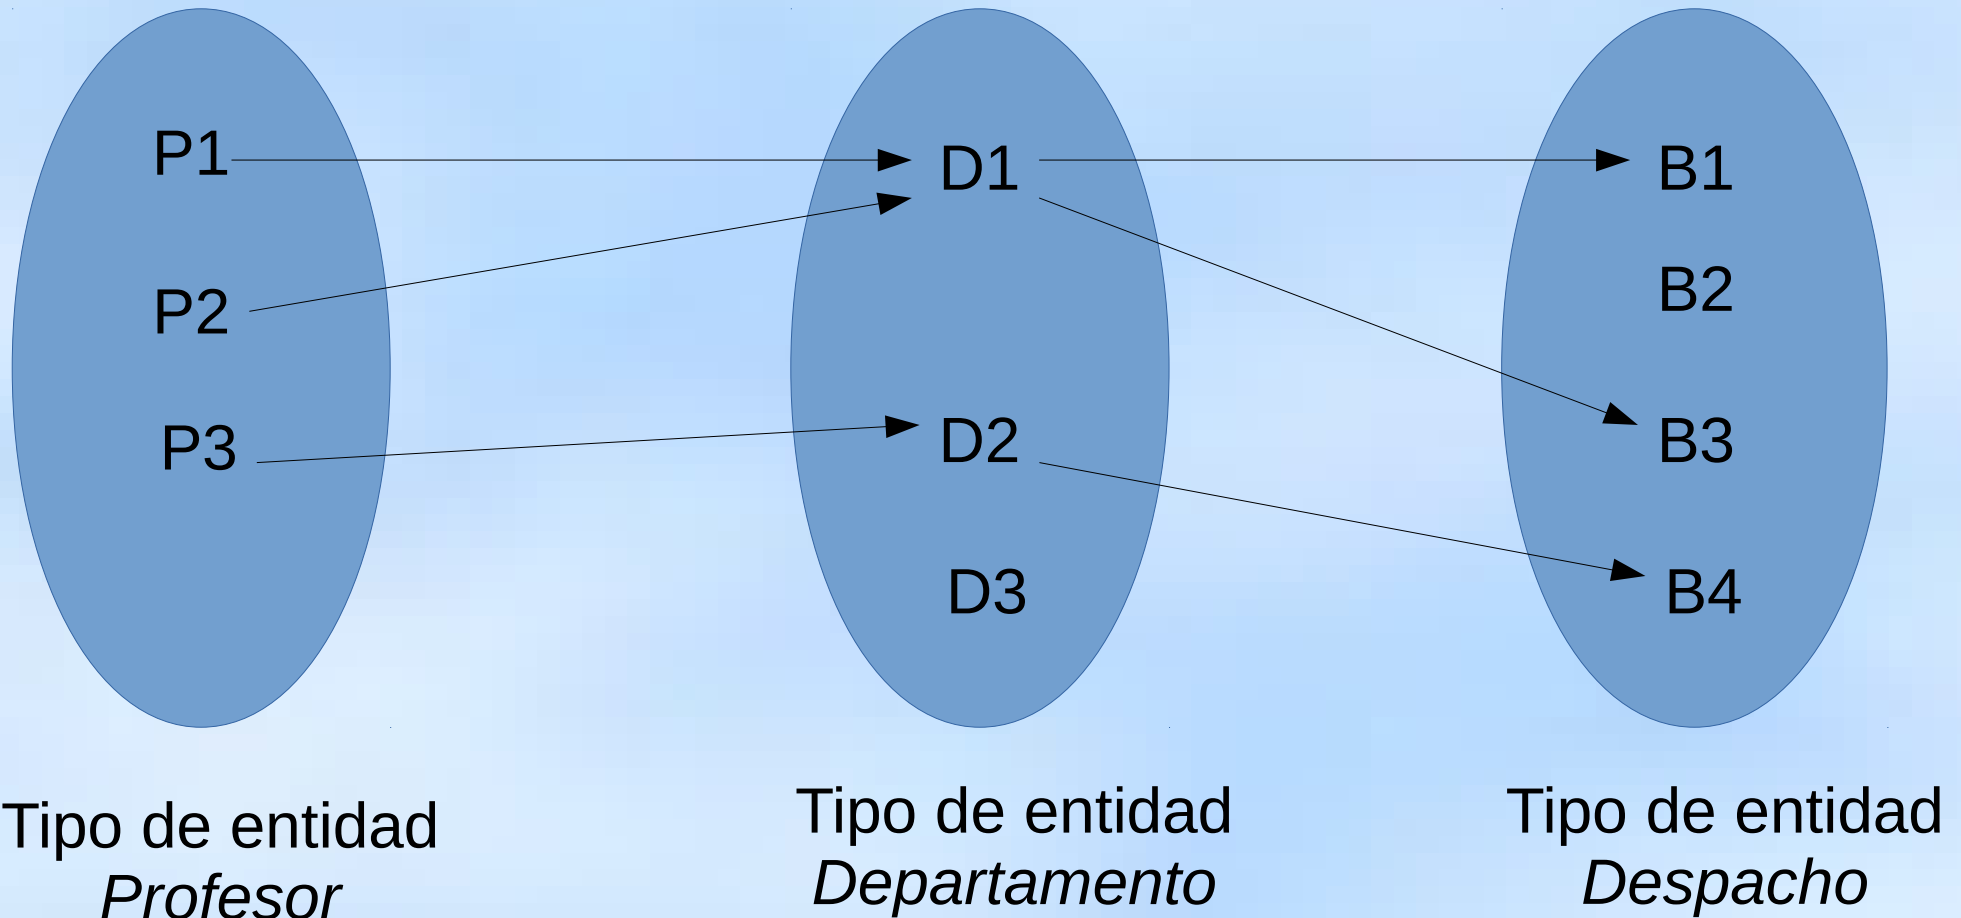 P1
P2
P3
D1
D2
D3
B1
B2
B3
B4
Tipo de entidad
Profesor
Tipo de entidad
Departamento
Tipo de entidad
Despacho